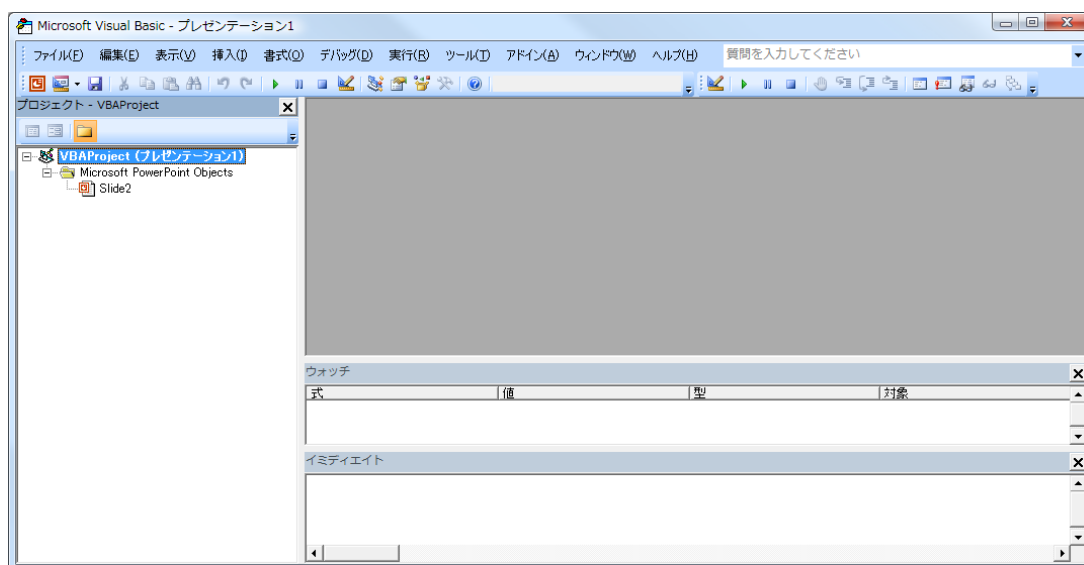 Microsoft Visual Basic - プレゼンテーション1
ファイル(F) 編集(E) 表示(V) 挿入(I) 書式(O) デバッグ(D) 実行(R) ツール(T) アドイン(A) ウィンドウ(W) ヘルプ(H) 質問を入力してください
プロジェクト - VBAProject
VBAProject (プレゼンテーション1)
Microsoft PowerPoint Objects
Slide2
ウォッチ
式 値 型 対象
イミディエイト